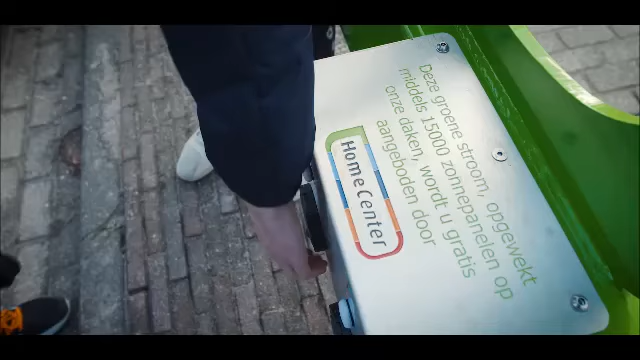 Deze groene stroom, opgewekt
middels 15000 zonnepanelen op
onze daken, wordt u gratis
aangeboden door
HomeCenter